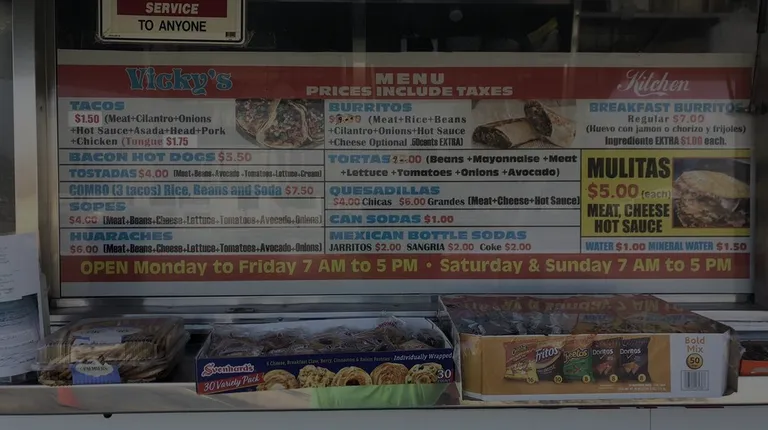 SERVICE
TO ANYONE
Vicky's MENU Kitchen
PRICES INCLUDE TAXES
TACOS
$1.50 (Meat+Cilantro+Onions
+Hot Sauce+Asada+Head+Pork
+Chicken (Tongue $1.75
BACON HOT DOGS $3.50
TOSTADAS $4.00 (Meat+Beans+Avocado+Tomatoes+Lettuce+Cream)
COMBO (3 tacos) Rice, Beans and Soda $7.50
SOPES
$4.00 (Meat+Beans+Cheese+Lettuce+Tomatoes+Avocado+Onions)
HUARACHES
$6.00 (Meat+Beans+Cheese+Lettuce+Tomatoes+Avocado+Onions)
BURRITOS
(Meat+Rice+Beans
+Cilantro+Onions+Hot Sauce
+Cheese Optional .50cents EXTRA)
TORTAS (Beans +Mayonnaise +Meat
+Lettuce +Tomatoes +Onions +Avocado)
QUESADILLAS
$4.00 Chicas $6.00 Grandes (Meat+Cheese+Hot Sauce)
CAN SODAS $1.00
MEXICAN BOTTLE SODAS
JARRITOS $2.00 SANGRIA $2.00 Coke $2.00
BREAKFAST BURRITOS
Regular $7.00
(Huevo con jamon o chorizo y frijoles)
Ingrediente EXTRA $1.00 each.
MULITAS
$5.00 (each)
MEAT, CHEESE
HOT SAUCE
WATER $1.00 MINERAL WATER $1.50
OPEN Monday to Friday 7 AM to 5 PM • Saturday & Sunday 7 AM to 5 PM
Svenhard's
30 Variety Pack
Individually Wrapped
30
Fritos
Doritos
Doritos
Bold
Mix
50